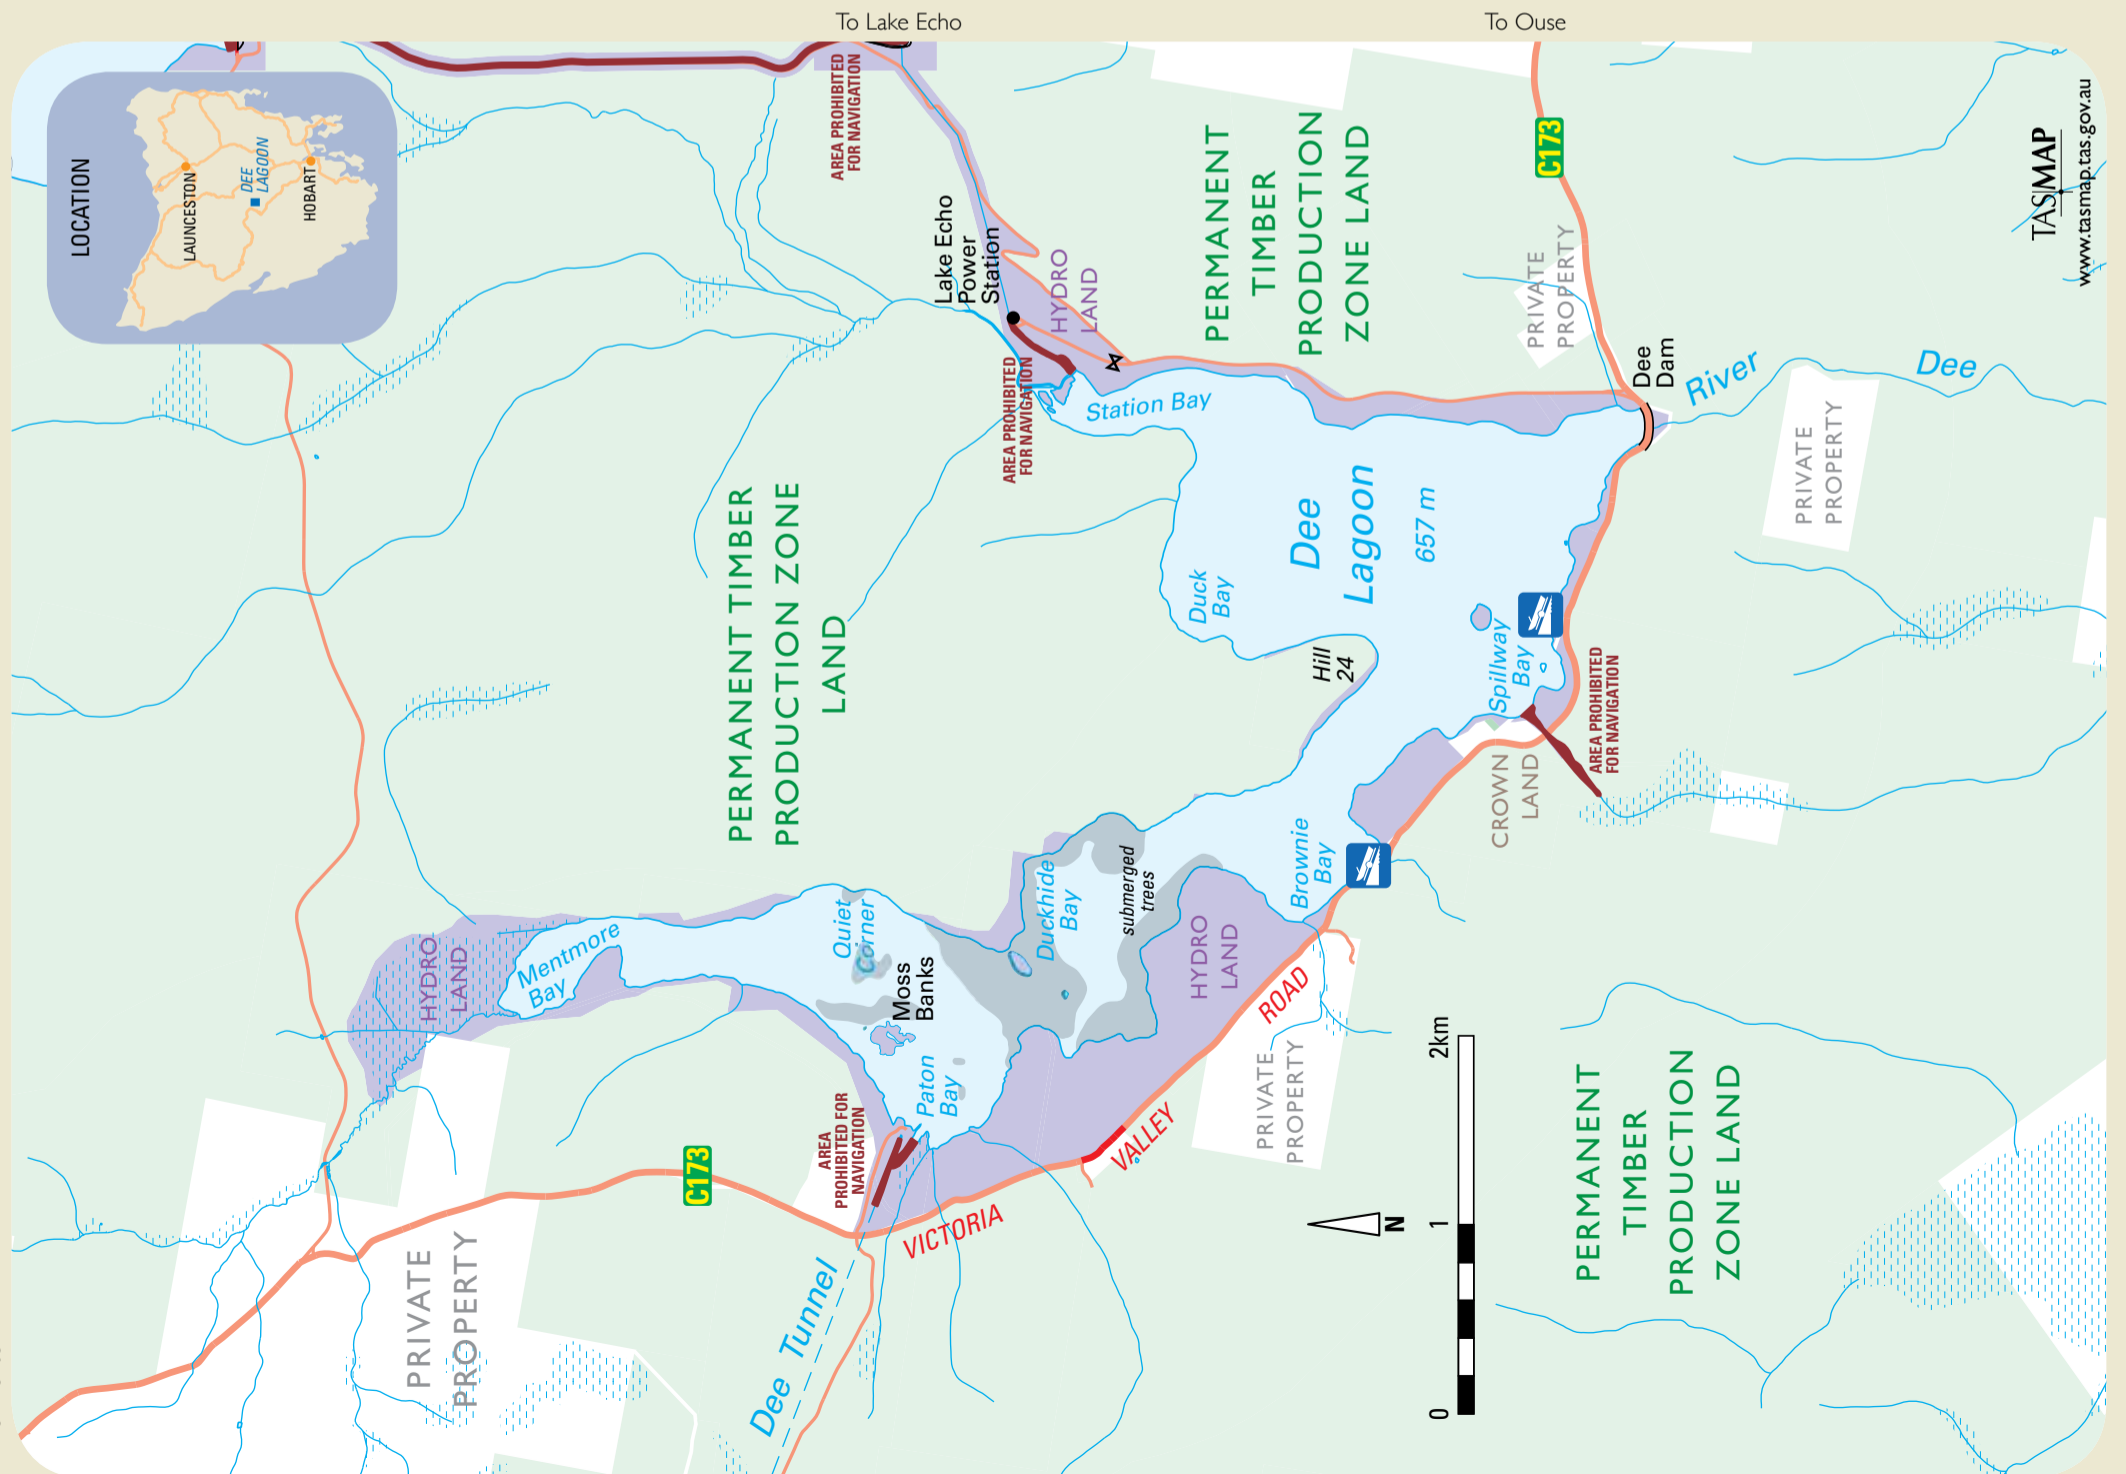 To Lake Echo
To Ouse
LOCATION
LAUNCESTON
DEE
LAGOON
HOBART
AREA PROHIBITED
FOR NAVIGATION
Lake Echo
Power
Station
HYDRO
LAND
AREA PROHIBITED
FOR NAVIGATION
Station Bay
PERMANENT
TIMBER
PRODUCTION
ZONE LAND
C173
PRIVATE
PROPERTY
Dee
Dam
River
Dee
PRIVATE
PROPERTY
TASMAP
www.tasmap.tas.gov.au
PERMANENT TIMBER
PRODUCTION ZONE
LAND
Dee
Lagoon
657 m
Duck
Bay
Hill
24
Spillway
Bay
AREA PROHIBITED
FOR NAVIGATION
CROWN
LAND
Brownie
Bay
submerged
trees
Duckhide
Bay
Quiet
Corner
Moss
Banks
Mentmore
Bay
HYDRO
LAND
HYDRO
LAND
Paton
Bay
AREA
PROHIBITED FOR
NAVIGATION
C173
VICTORIA
VALLEY
ROAD
PRIVATE
PROPERTY
PRIVATE
PROPERTY
Dee Tunnel
N
0
1
2km
PERMANENT
TIMBER
PRODUCTION
ZONE LAND